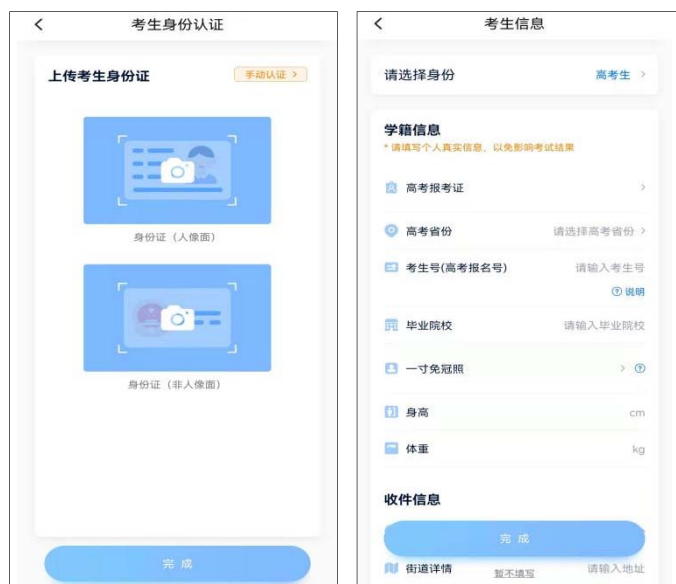 考生身份认证
上传考生身份证
手动认证 >
身份证（人像面）
身份证（非人像面）
完 成
考生信息
请选择身份
高考生 >
学籍信息
* 请填写个人真实信息，以免影响考试结果
高考报考证
高考省份
请选择高考省份 >
考生号(高考报名号)
请输入考生号
? 说明
毕业院校
请输入毕业院校
一寸免冠照
身高
cm
体重
kg
收件信息
完 成
街道详情
请输入地址
暂不填写